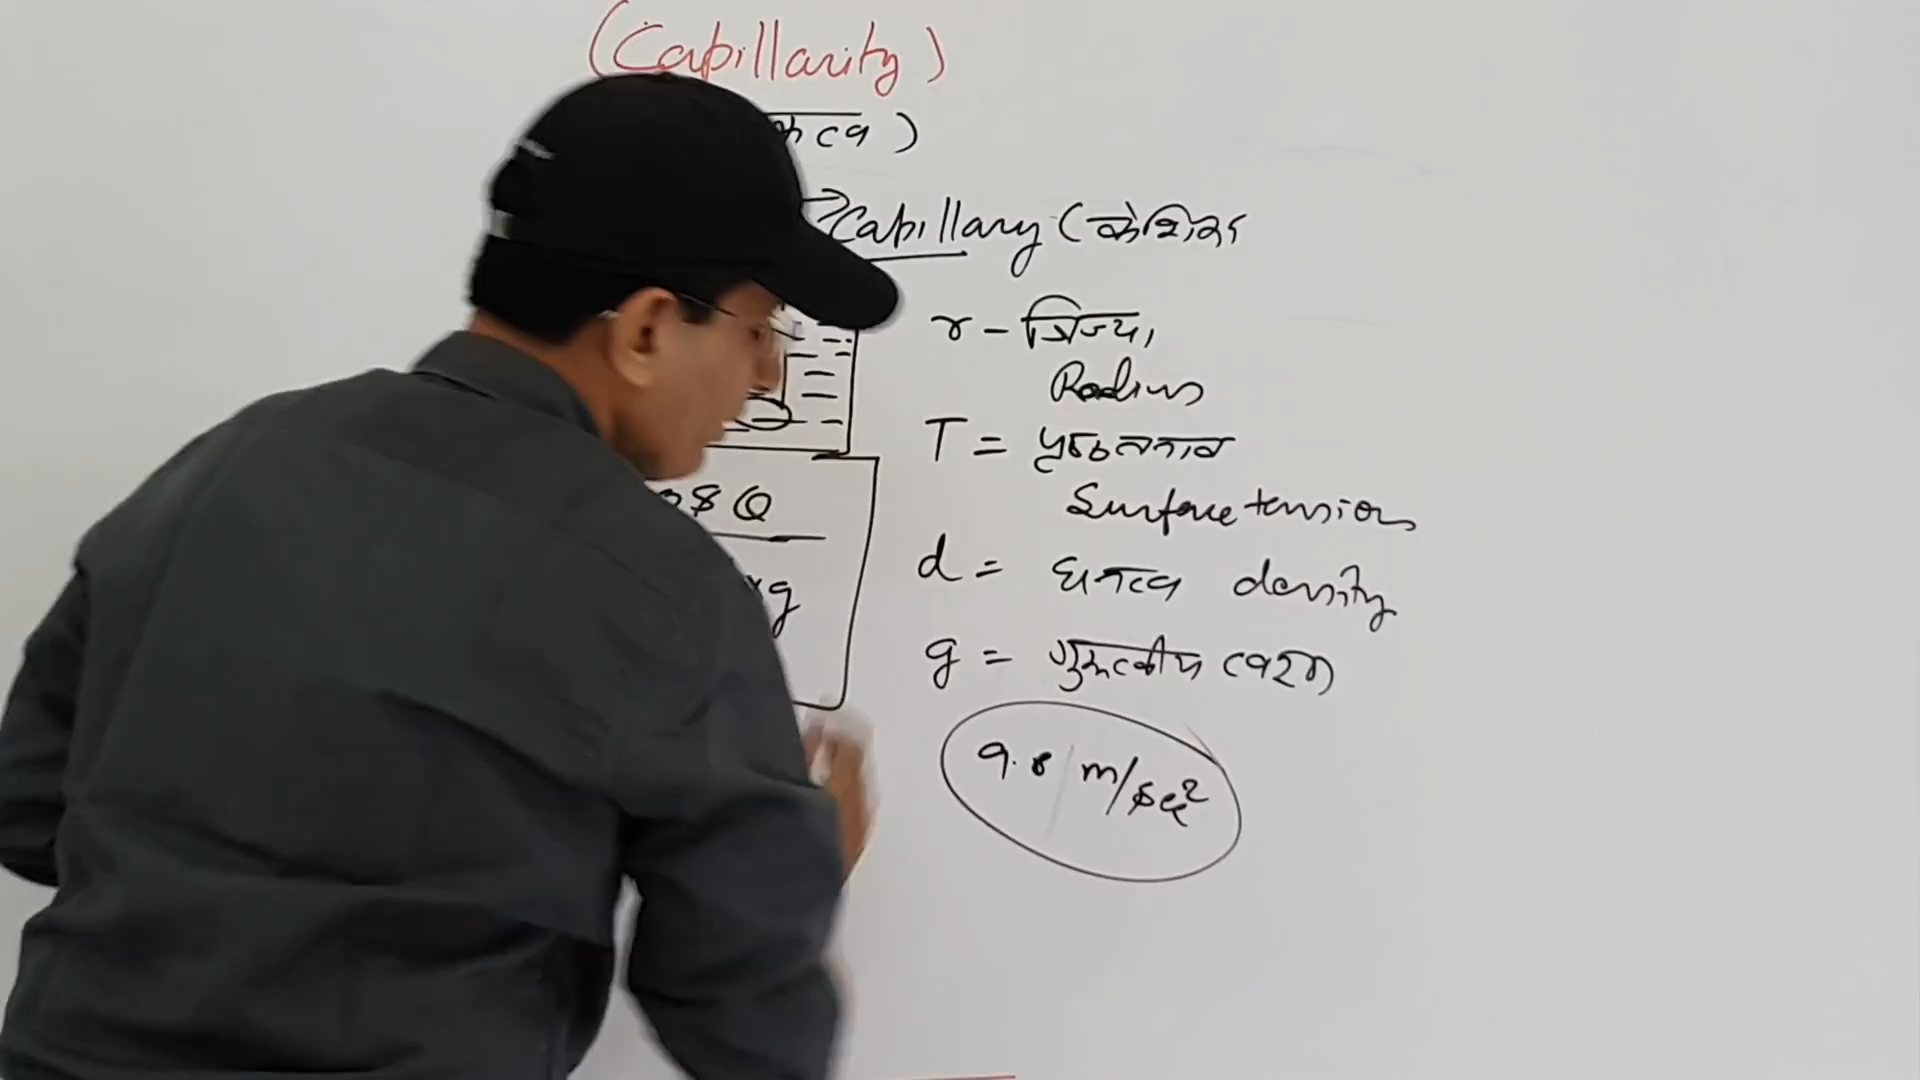 (Capillarity)
→ Capillary (केशिका
r - त्रिज्या
Radius
T = पृष्ठतनाव
Surface tension
d = घनत्व density
g = गुरुत्वीय त्वरण
9.8 m/sec²